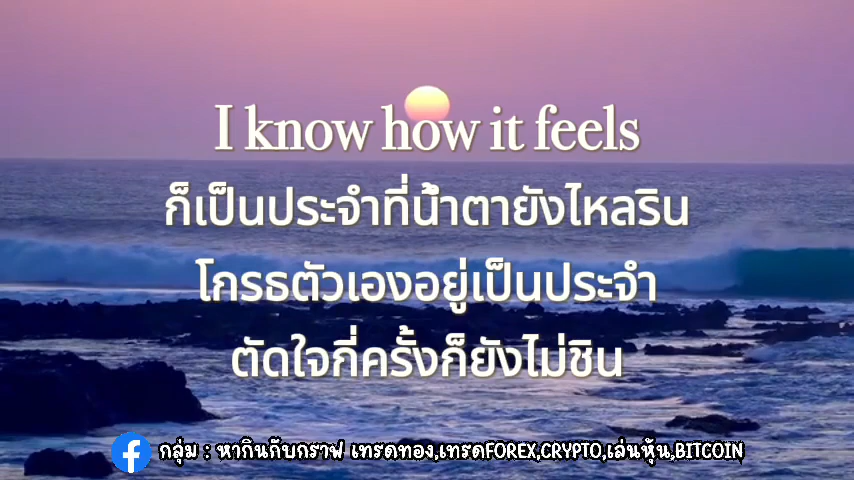 I know how it feels
ก็เป็นประจำที่น้ำตายังไหลริน
โกรธตัวเองอยู่เป็นประจำ
ตัดใจกี่ครั้งก็ยังไม่ชิน
กลุ่ม : หากินกับกราฟ เทรดทอง,เทรดFOREX,CRYPTO,เล่นหุ้น,BITCOIN